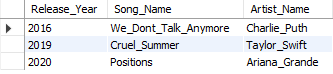 Release_Year Song_Name Artist_Name
2016 We_Dont_Talk_Anymore Charlie_Puth
2019 Cruel_Summer Taylor_Swift
2020 Positions Ariana_Grande